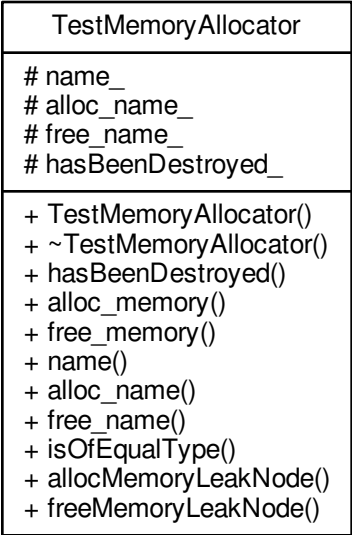 TestMemoryAllocator
# name_
# alloc_name_
# free_name_
# hasBeenDestroyed_
+ TestMemoryAllocator()
+ ~TestMemoryAllocator()
+ hasBeenDestroyed()
+ alloc_memory()
+ free_memory()
+ name()
+ alloc_name()
+ free_name()
+ isOfEqualType()
+ allocMemoryLeakNode()
+ freeMemoryLeakNode()